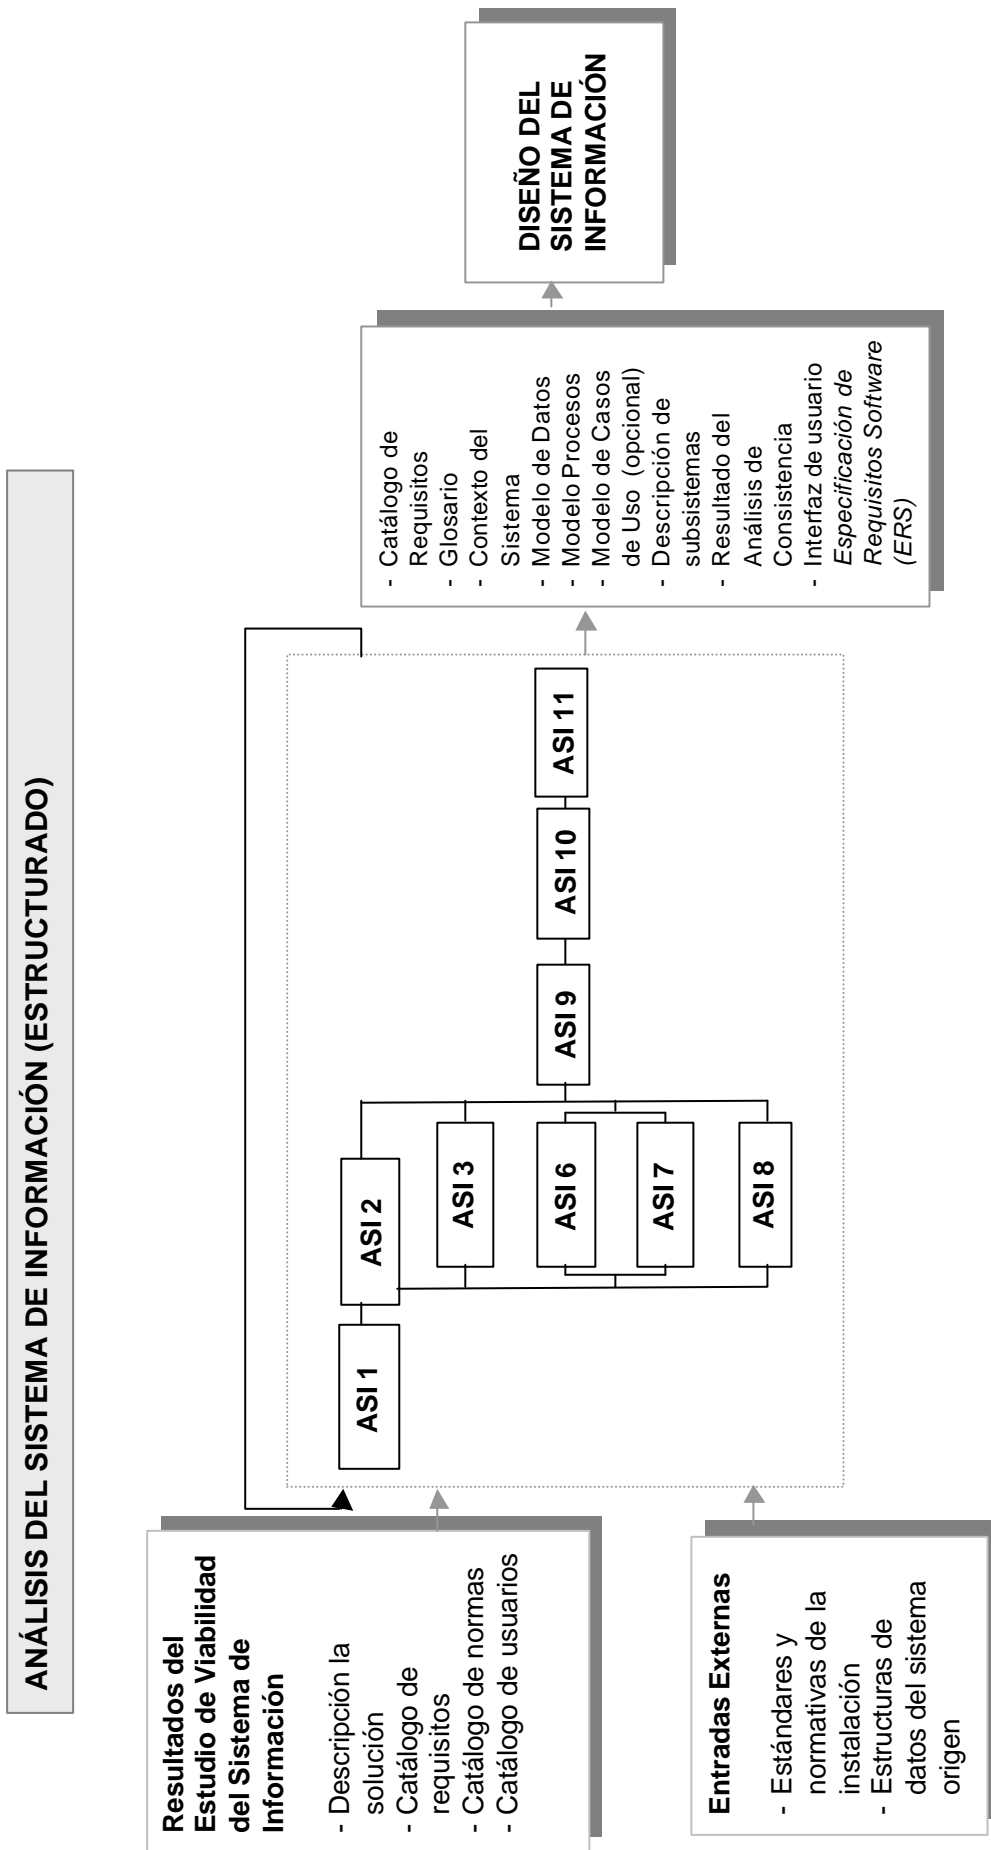 ANÁLISIS DEL SISTEMA DE INFORMACIÓN (ESTRUCTURADO)
Resultados del
Estudio de Viabilidad
del Sistema de
Información
- Descripción la
solución
- Catálogo de
requisitos
- Catálogo de normas
- Catálogo de usuarios
Entradas Externas
- Estándares y
normativas de la
instalación
- Estructuras de
datos del sistema
origen
ASI 1
ASI 2
ASI 3
ASI 6
ASI 7
ASI 8
ASI 9
ASI 10
ASI 11
- Catálogo de
Requisitos
- Glosario
- Contexto del
Sistema
- Modelo de Datos
- Modelo Procesos
- Modelo de Casos
de Uso (opcional)
- Descripción de
subsistemas
- Resultado del
Análisis de
Consistencia
- Interfaz de usuario
Especificación de
Requisitos Software
(ERS)
DISEÑO DEL
SISTEMA DE
INFORMACIÓN